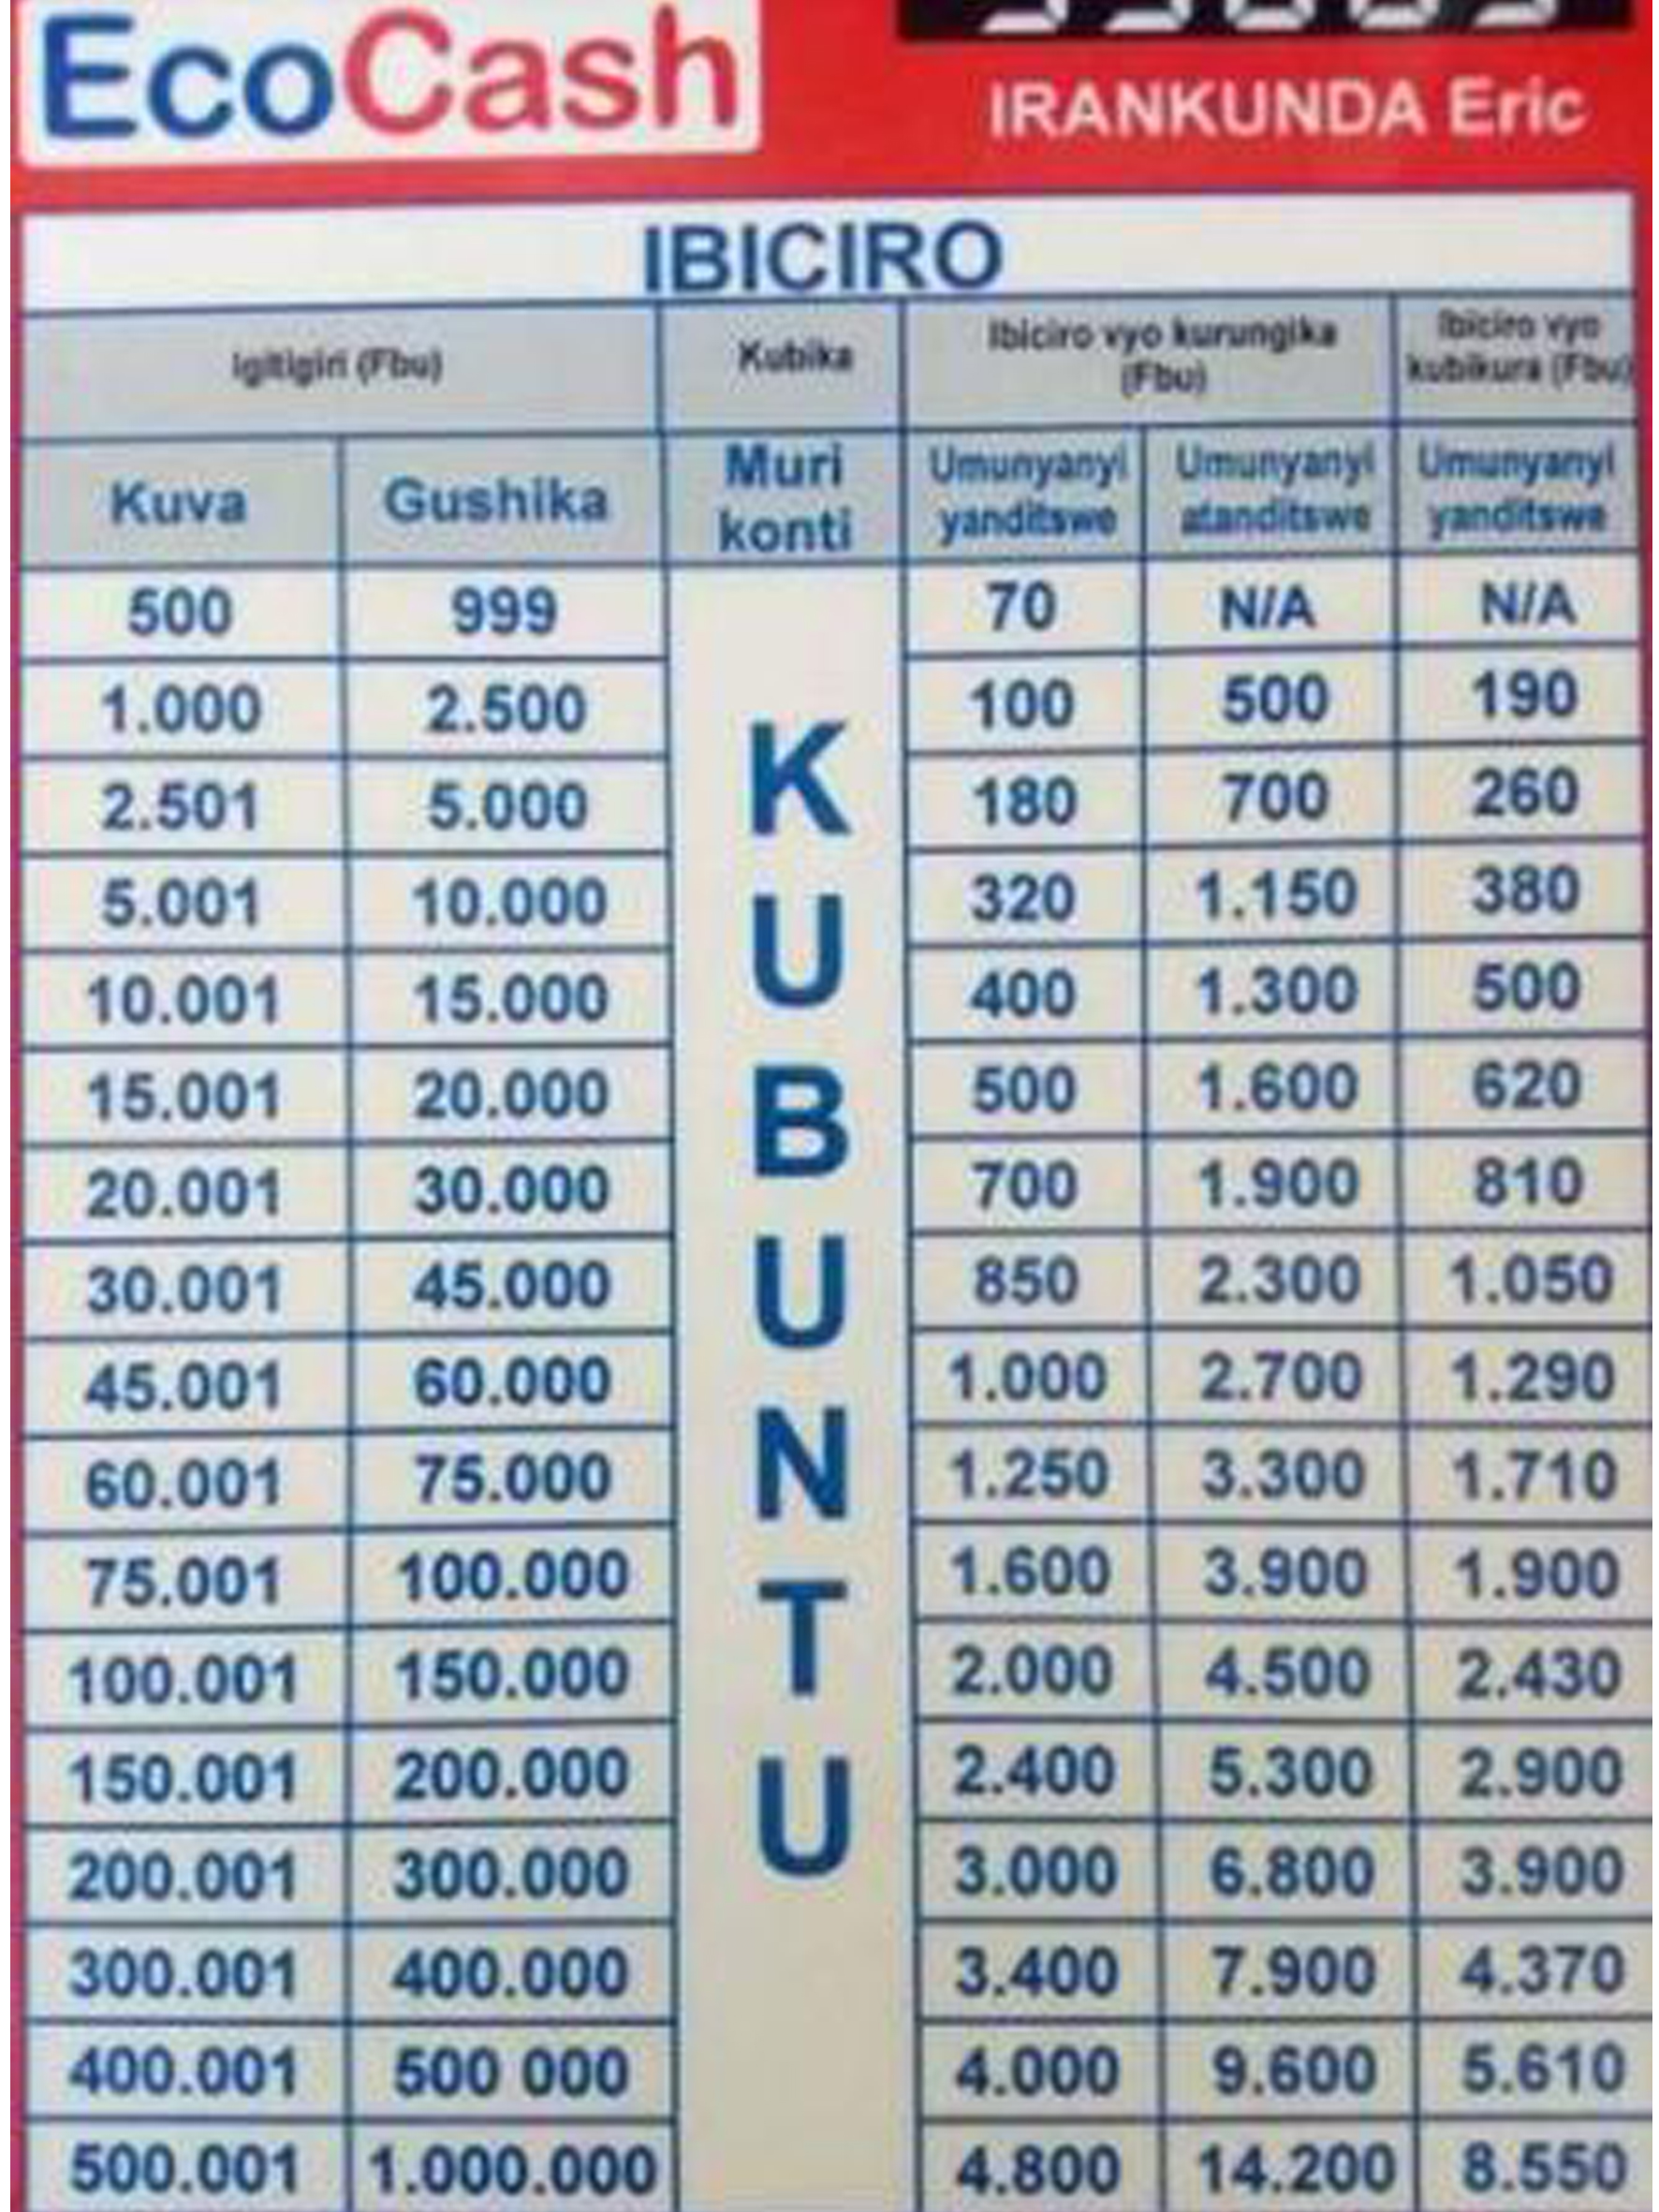 EcoCash
IRANKUNDA Eric
IBICIRO
Igitigiri (Fbu) Kubika Ibiciro vyo kurungika (Fbu) Ibiciro vyo kubikura (Fbu)
Kuva Gushika Muri konti Umunyanyi yanditswe Umunyanyi atanditswe Umunyanyi yanditswe
KUBUNTU
500 999 70 N/A N/A
1.000 2.500 100 500 190
2.501 5.000 180 700 260
5.001 10.000 320 1.150 380
10.001 15.000 400 1.300 500
15.001 20.000 500 1.600 620
20.001 30.000 700 1.900 810
30.001 45.000 850 2.300 1.050
45.001 60.000 1.000 2.700 1.290
60.001 75.000 1.250 3.300 1.710
75.001 100.000 1.600 3.900 1.900
100.001 150.000 2.000 4.500 2.430
150.001 200.000 2.400 5.300 2.900
200.001 300.000 3.000 6.800 3.900
300.001 400.000 3.400 7.900 4.370
400.001 500 000 4.000 9.600 5.610
500.001 1.000.000 4.800 14.200 8.550